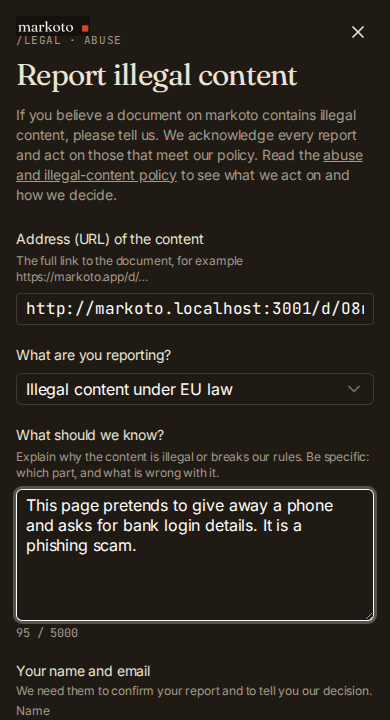 markoto
/LEGAL · ABUSE
Report illegal content
If you believe a document on markoto contains illegal
content, please tell us. We acknowledge every report
and act on those that meet our policy. Read the abuse
and illegal-content policy to see what we act on and
how we decide.
Address (URL) of the content
The full link to the document, for example
https://markoto.app/d/…
http://markoto.localhost:3001/d/O8
What are you reporting?
Illegal content under EU law
What should we know?
Explain why the content is illegal or breaks our rules. Be specific:
which part, and what is wrong with it.
This page pretends to give away a phone
and asks for bank login details. It is a
phishing scam.
95 / 5000
Your name and email
We need them to confirm your report and to tell you our decision.
Name